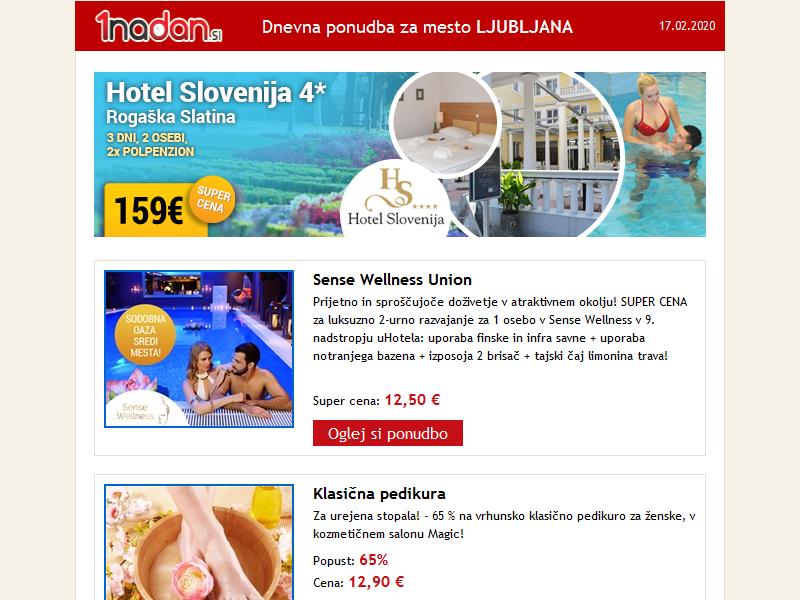 1nadan.si
Dnevna ponudba za mesto LJUBLJANA
17.02.2020
Hotel Slovenija 4*
Rogaška Slatina
3 DNI, 2 OSEBI,
2x POLPENZION
159€
SUPER
CENA
HS
****
Hotel Slovenija
SODOBNA
OAZA
SREDI
MESTA!
Sense
Wellness
Sense Wellness Union
Prijetno in sproščujoče doživetje v atraktivnem okolju! SUPER CENA
za luksuzno 2-urno razvajanje za 1 osebo v Sense Wellness v 9.
nadstropju uHotela: uporaba finske in infra savne + uporaba
notranjega bazena + izposoja 2 brisač + tajski čaj limonina trava!
Super cena: 12,50 €
Oglej si ponudbo
Klasična pedikura
Za urejena stopala! - 65 % na vrhunsko klasično pedikuro za ženske, v
kozmetičnem salonu Magic!
Popust: 65%
Cena: 12,90 €